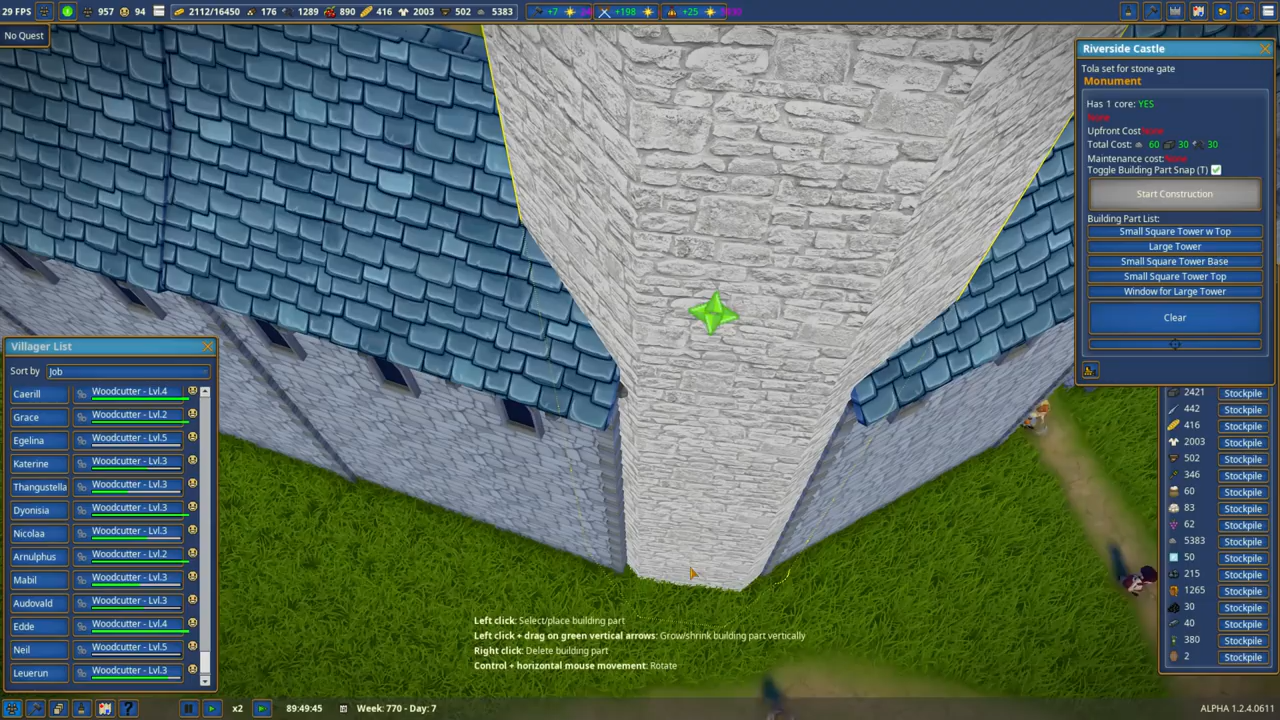 29 FPS
957
94
2112/16450
176
1289
890
416
2003
502
5383
+7
+198
+25
No Quest
Riverside Castle
Tola set for stone gate
Monument
Has 1 core: YES
None
Upfront Cost None
Total Cost: 60 30 30
Maintenance cost: None
Toggle Building Part Snap (T)
Start Construction
Building Part List:
Small Square Tower w Top
Large Tower
Small Square Tower Base
Small Square Tower Top
Window for Large Tower
Clear
Villager List
Sort by Job
Caerill Woodcutter - Lvl.4
Grace Woodcutter - Lvl.2
Egelina Woodcutter - Lvl.5
Katerine Woodcutter - Lvl.3
Thangustella Woodcutter - Lvl.3
Dyonisia Woodcutter - Lvl.3
Nicolaa Woodcutter - Lvl.3
Arnulphus Woodcutter - Lvl.2
Mabil Woodcutter - Lvl.3
Audovald Woodcutter - Lvl.3
Edde Woodcutter - Lvl.4
Neil Woodcutter - Lvl.5
Leuerun Woodcutter - Lvl.3
2421 Stockpile
442 Stockpile
416 Stockpile
2003 Stockpile
502 Stockpile
346 Stockpile
60 Stockpile
83 Stockpile
62 Stockpile
5383 Stockpile
50 Stockpile
215 Stockpile
1265 Stockpile
30 Stockpile
40 Stockpile
380 Stockpile
2 Stockpile
Left click: Select/place building part
Left click + drag on green vertical arrows: Grow/shrink building part vertically
Right click: Delete building part
Control + horizontal mouse movement: Rotate
x2
89:49:45
Week: 770 - Day: 7
ALPHA 1.2.4.0611